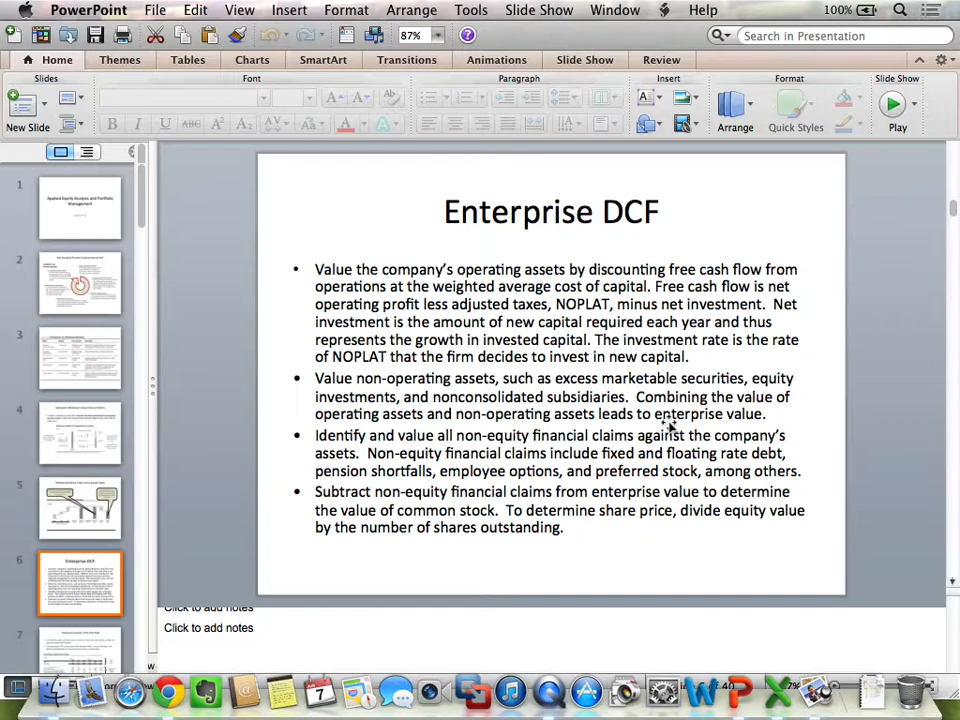 PowerPoint File Edit View Insert Format Arrange Tools Slide Show Window Help 100%
87% Search in Presentation
Home Themes Tables Charts SmartArt Transitions Animations Slide Show Review
Slides Font Paragraph Insert Format Slide Show
New Slide Arrange Quick Styles Play
1
Applied Equity Analysis and Portfolio
Management
2
3
4
5
6
Enterprise DCF
7
Enterprise DCF
• Value the company's operating assets by discounting free cash flow from
operations at the weighted average cost of capital. Free cash flow is net
operating profit less adjusted taxes, NOPLAT, minus net investment. Net
investment is the amount of new capital required each year and thus
represents the growth in invested capital. The investment rate is the rate
of NOPLAT that the firm decides to invest in new capital.
• Value non-operating assets, such as excess marketable securities, equity
investments, and nonconsolidated subsidiaries. Combining the value of
operating assets and non-operating assets leads to enterprise value.
• Identify and value all non-equity financial claims against the company's
assets. Non-equity financial claims include fixed and floating rate debt,
pension shortfalls, employee options, and preferred stock, among others.
• Subtract non-equity financial claims from enterprise value to determine
the value of common stock. To determine share price, divide equity value
by the number of shares outstanding.
Click to add notes
Click to add notes